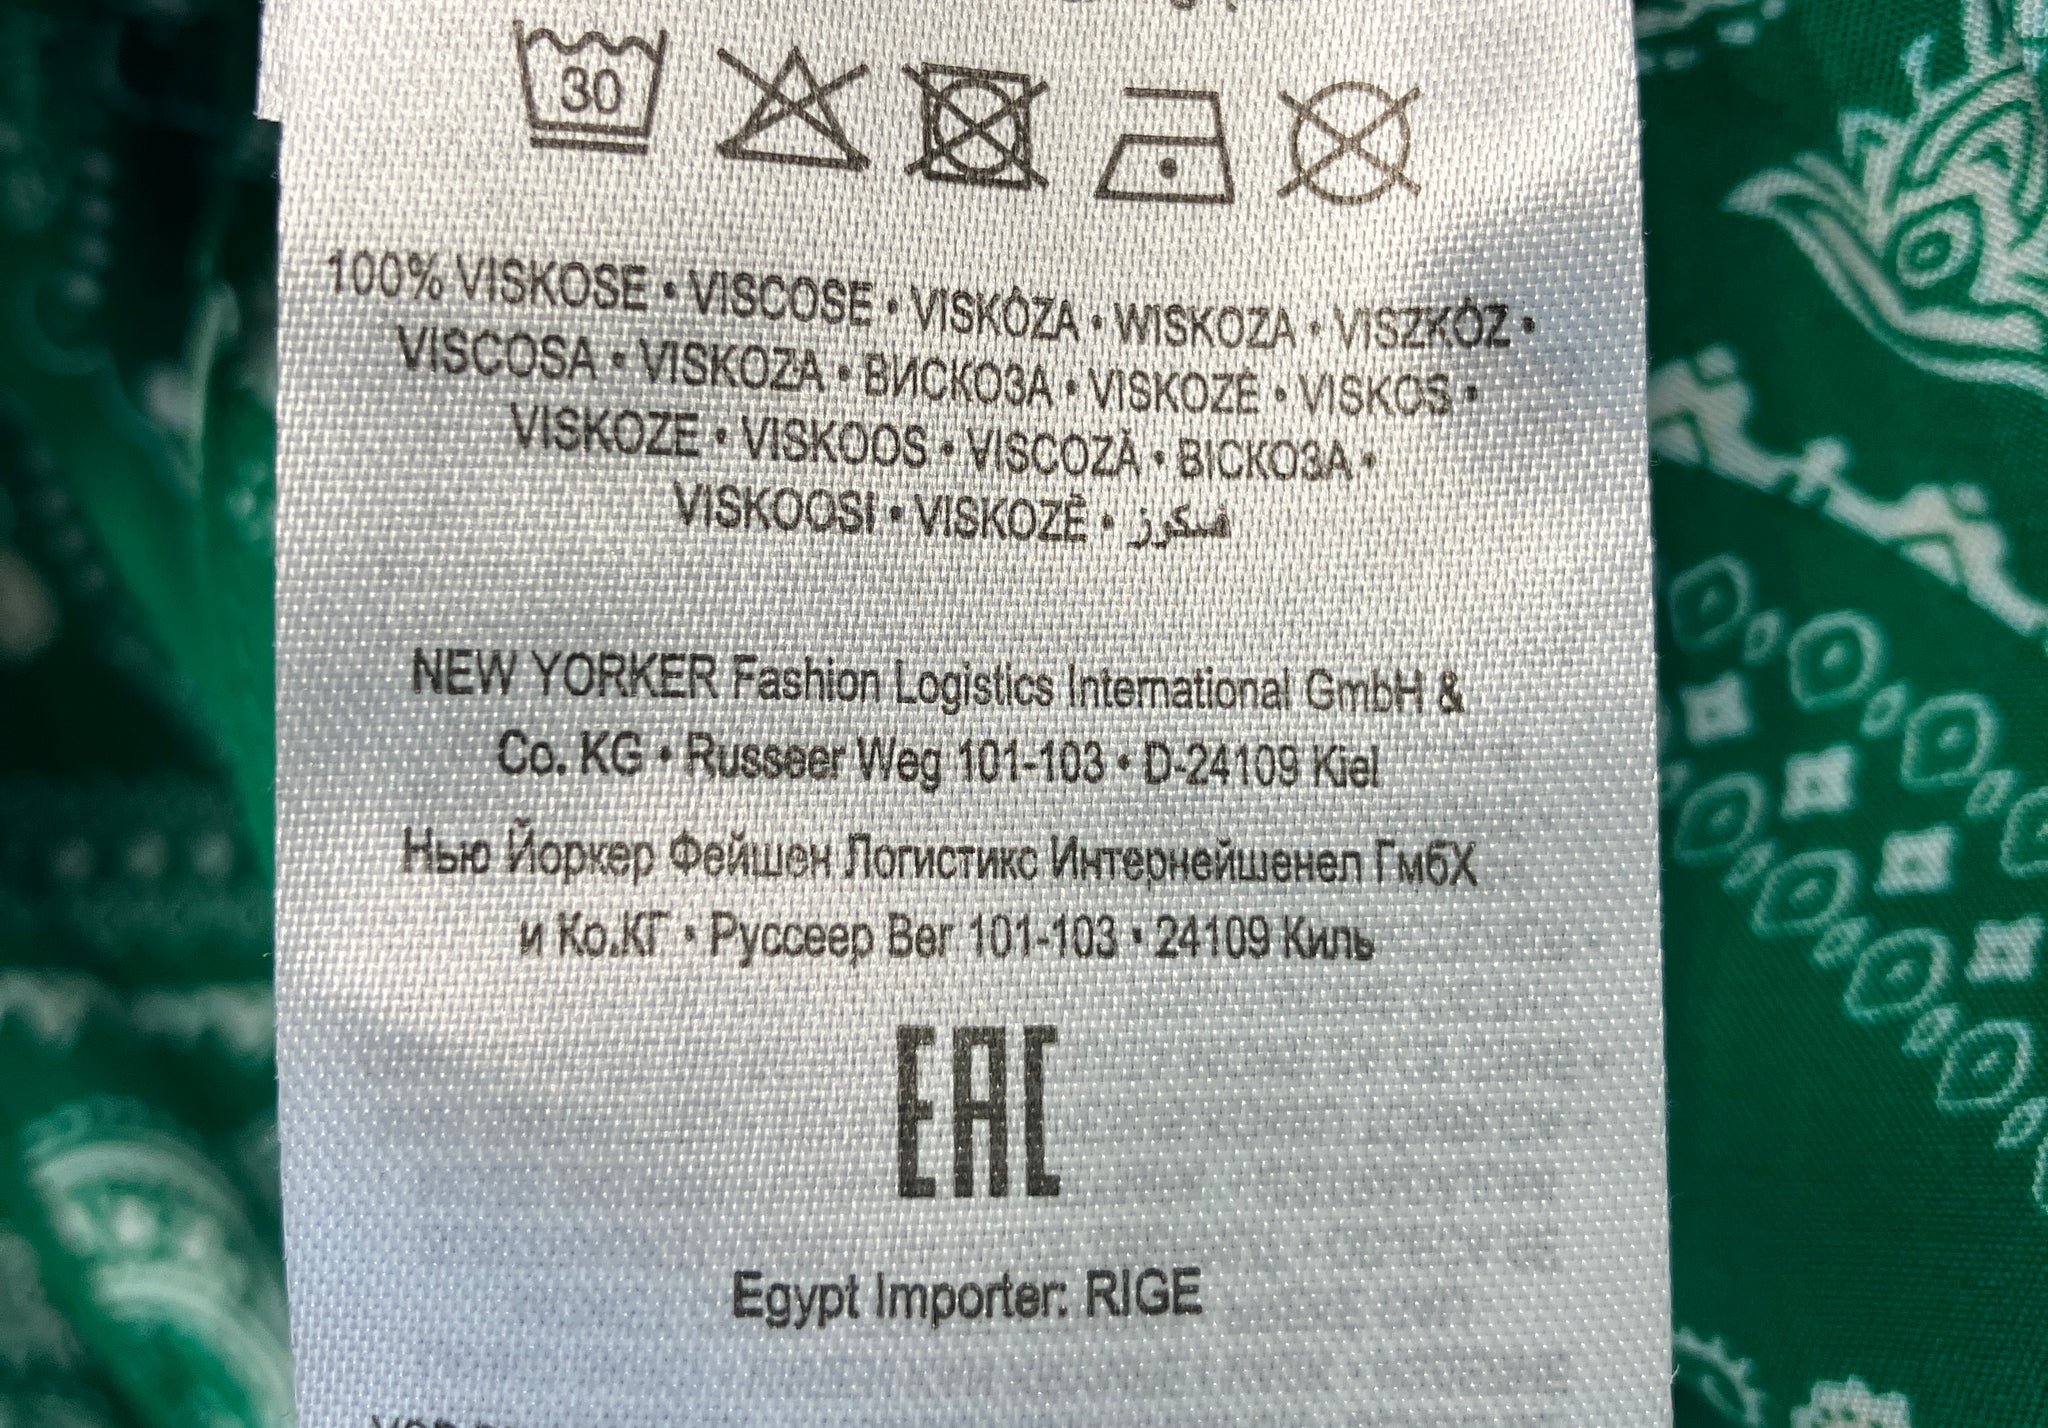 30
100% VISKOSE • VISCOSE • VISKÓZA • WISKOZA • VISZKÓZ •
VISCOSA • VISKOZA • ВИСКОЗА • VISKOZĖ • VISKOS •
VISKOZE • VISKOOS • VISCOZĂ • ВІСКОЗА •
VISKOOSI • VISKOZĒ • فسكوز
NEW YORKER Fashion Logistics International GmbH &
Co. KG • Russeer Weg 101-103 • D-24109 Kiel
Нью Йоркер Фейшен Логистикс Интернейшенел ГмбХ
и Ко.КГ • Руссеер Вег 101-103 • 24109 Киль
EAC
Egypt Importer: RIGE